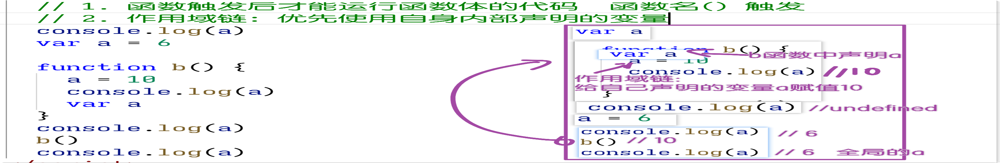 // 1. 函数触发后才能运行函数体的代码  函数名() 触发
// 2. 作用域链: 优先使用自身内部声明的变量
console.log(a)
var a = 6
function b() {
a = 10
console.log(a)
var a
}
console.log(a)
b()
console.log(a)
var a
function b() {
var a
b函数中声明a
a = 10
console.log(a) //10
作用域链:
给自己声明的变量a赋值10
}
console.log(a) //undefined
a = 6
console.log(a) // 6
b() // 10
console.log(a) // 6 全局的a